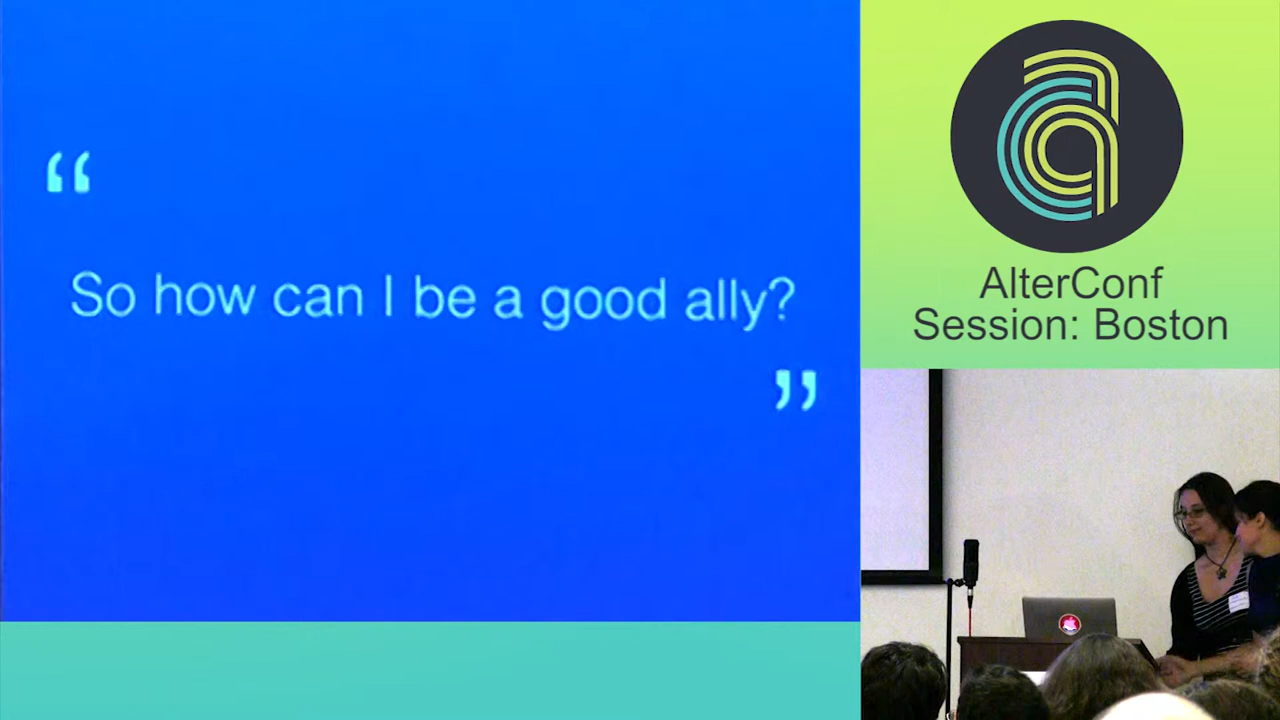 “
So how can I be a good ally?
”
AlterConf
Session: Boston